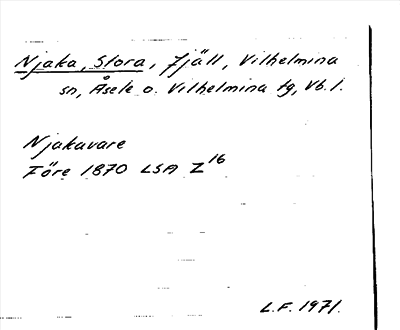 Njaka, Stora, Fjäll, Vilhelmina
sn, Åsele o. Vilhelmina tg, Vb. l.
Njakavare
Före 1870 LSA Z16
L.F. 1971.